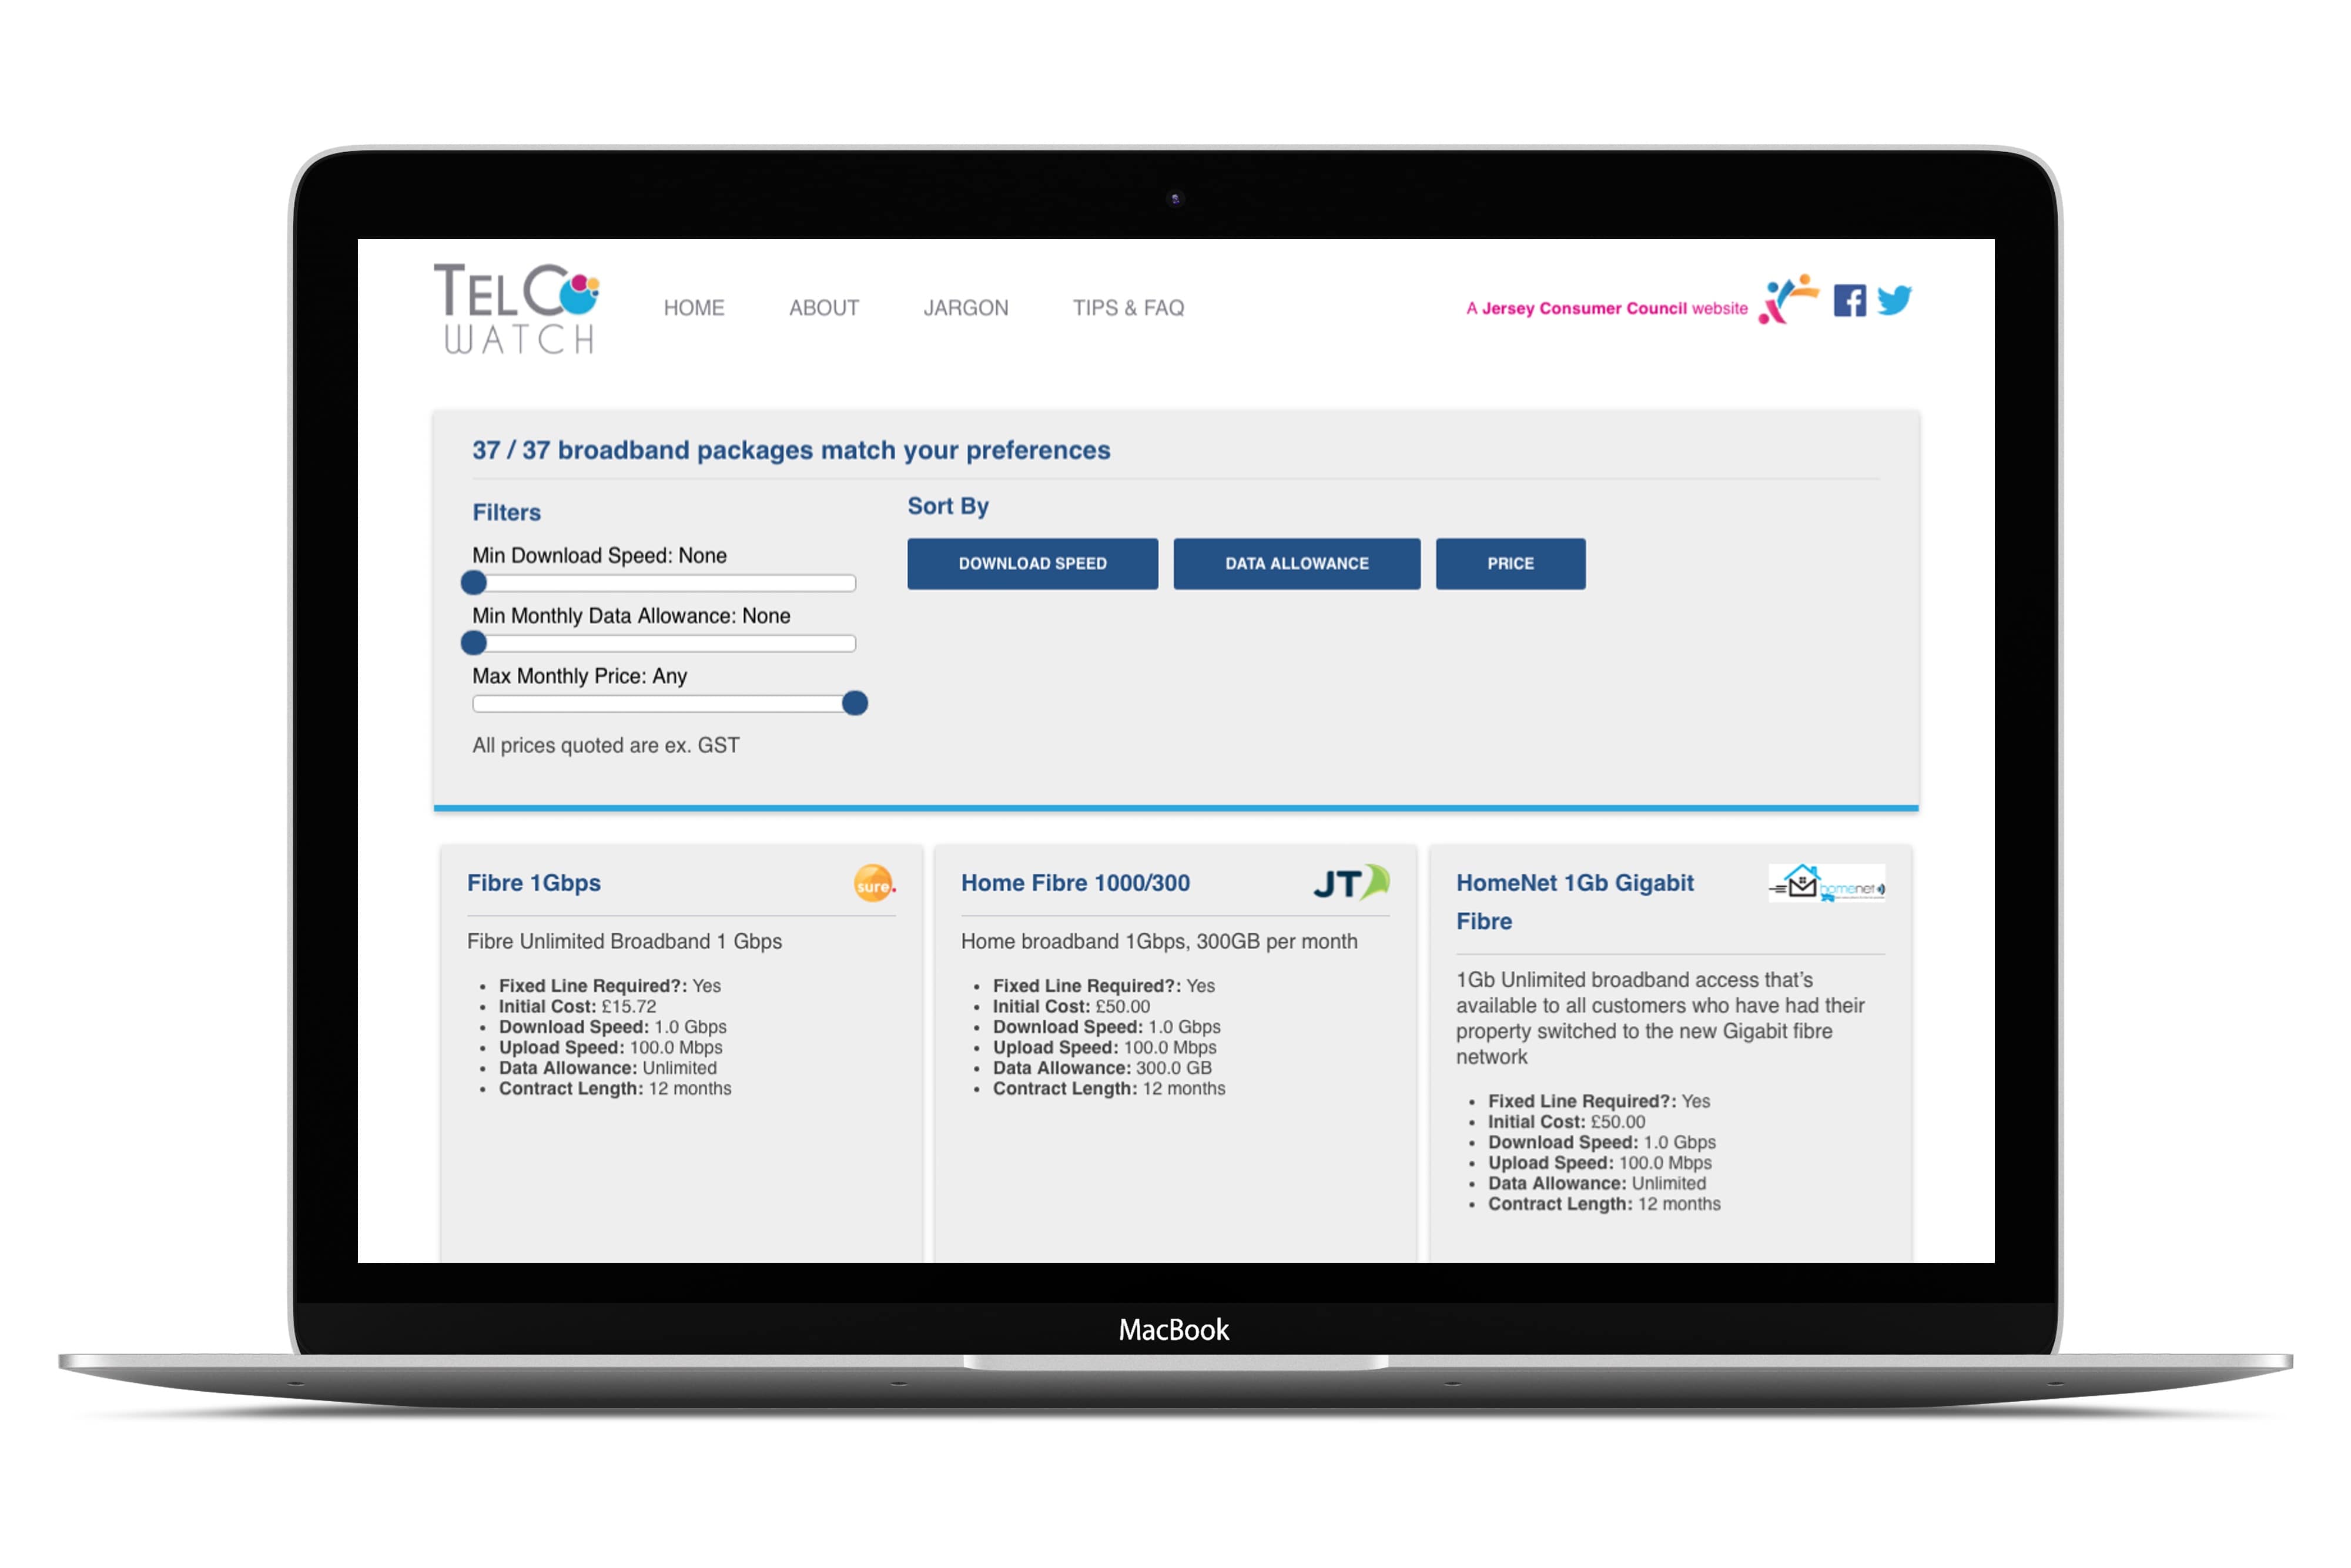 TELCO
WATCH
HOME
ABOUT
JARGON
TIPS & FAQ
A Jersey Consumer Council website
37 / 37 broadband packages match your preferences
Filters
Min Download Speed: None
Min Monthly Data Allowance: None
Max Monthly Price: Any
All prices quoted are ex. GST
Sort By
DOWNLOAD SPEED
DATA ALLOWANCE
PRICE
Fibre 1Gbps
sure.
Fibre Unlimited Broadband 1 Gbps
• Fixed Line Required?: Yes
• Initial Cost: £15.72
• Download Speed: 1.0 Gbps
• Upload Speed: 100.0 Mbps
• Data Allowance: Unlimited
• Contract Length: 12 months
Home Fibre 1000/300
JT
Home broadband 1Gbps, 300GB per month
• Fixed Line Required?: Yes
• Initial Cost: £50.00
• Download Speed: 1.0 Gbps
• Upload Speed: 100.0 Mbps
• Data Allowance: 300.0 GB
• Contract Length: 12 months
HomeNet 1Gb Gigabit
Fibre
homenet
1Gb Unlimited broadband access that’s
available to all customers who have had their
property switched to the new Gigabit fibre
network
• Fixed Line Required?: Yes
• Initial Cost: £50.00
• Download Speed: 1.0 Gbps
• Upload Speed: 100.0 Mbps
• Data Allowance: Unlimited
• Contract Length: 12 months
MacBook